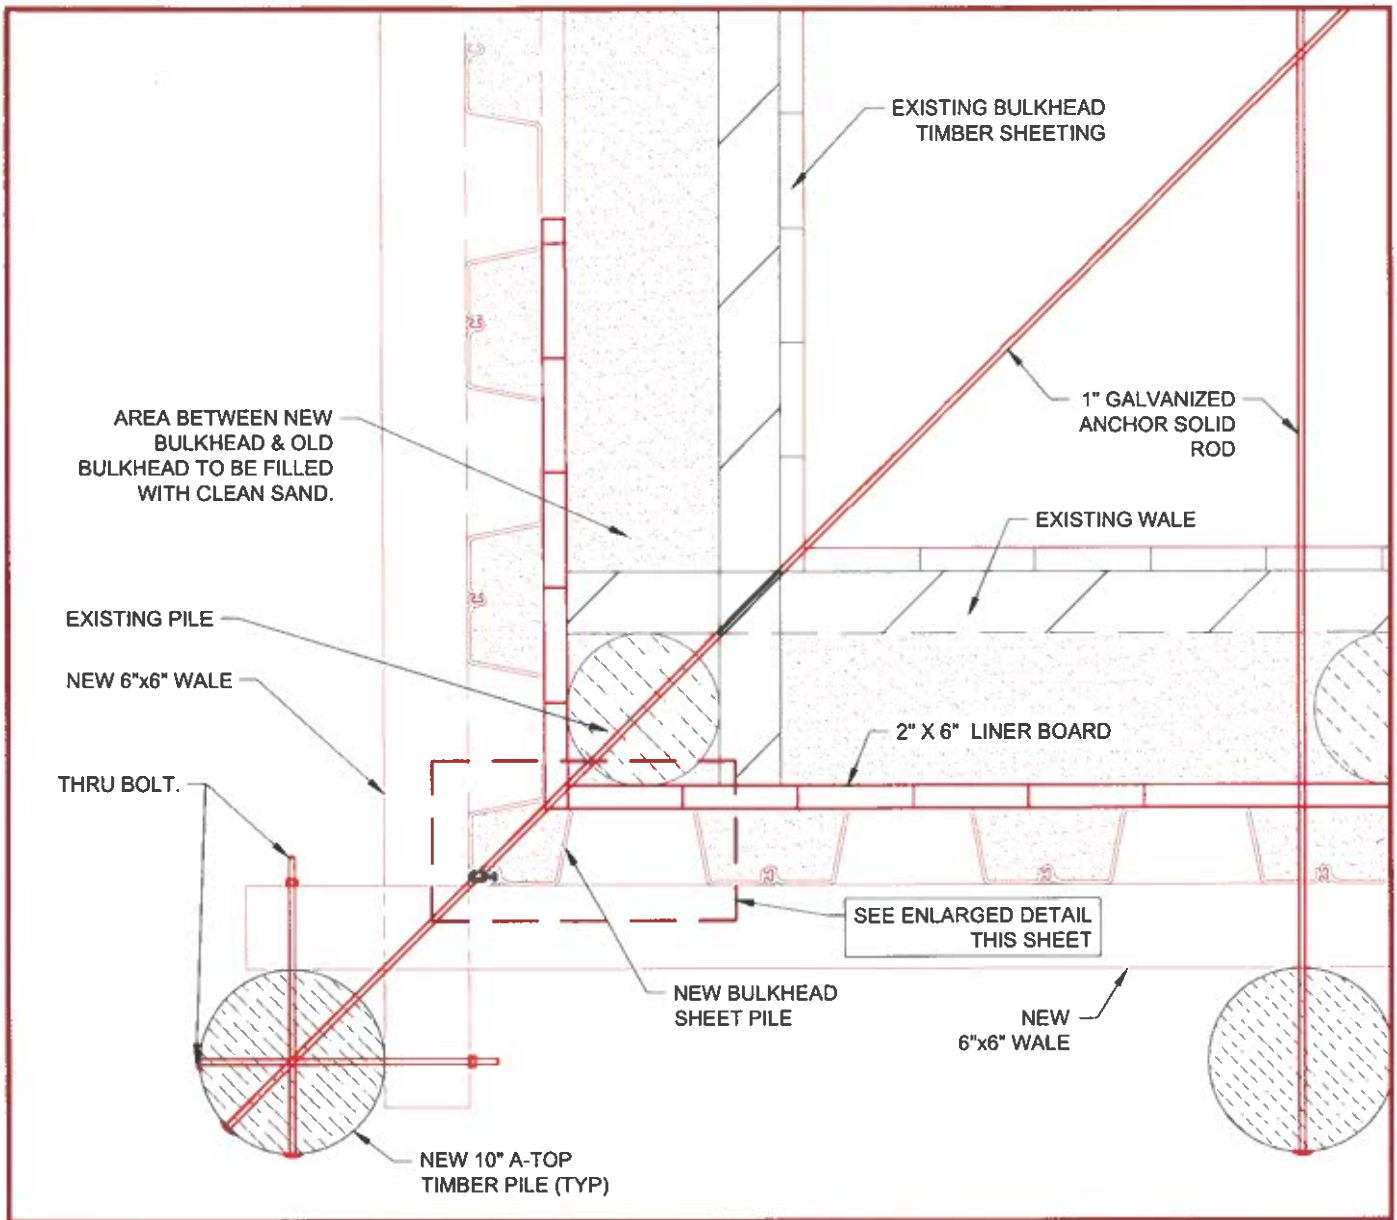 EXISTING BULKHEAD
TIMBER SHEETING
1" GALVANIZED
ANCHOR SOLID
ROD
AREA BETWEEN NEW
BULKHEAD & OLD
BULKHEAD TO BE FILLED
WITH CLEAN SAND.
EXISTING WALE
EXISTING PILE
NEW 6"x6" WALE
2" X 6" LINER BOARD
THRU BOLT.
SEE ENLARGED DETAIL
THIS SHEET
NEW BULKHEAD
SHEET PILE
NEW
6"x6" WALE
NEW 10" A-TOP
TIMBER PILE (TYP)